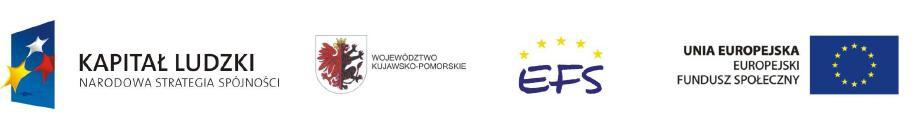 KAPITAŁ LUDZKI
NARODOWA STRATEGIA SPÓJNOŚCI
WOJEWÓDZTWO
KUJAWSKO-POMORSKIE
EFS
UNIA EUROPEJSKA
EUROPEJSKI
FUNDUSZ SPOŁECZNY